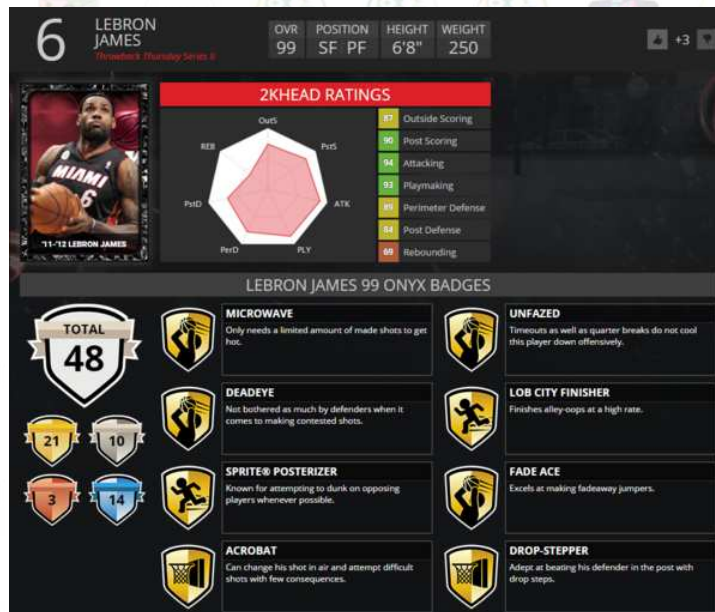 6
LEBRON
JAMES
Throwback Thursday Series II
OVR
99
POSITION
SF PF
HEIGHT
6'8"
WEIGHT
250
+3
2KHEAD RATINGS
OutS
PstS
ATK
PLY
PerD
PstD
REB
87 Outside Scoring
90 Post Scoring
94 Attacking
93 Playmaking
89 Perimeter Defense
84 Post Defense
69 Rebounding
MIAMI
6
'11-'12 LEBRON JAMES
LEBRON JAMES 99 ONYX BADGES
TOTAL
48
21
10
3
14
MICROWAVE
Only needs a limited amount of made shots to get
hot.
UNFAZED
Timeouts as well as quarter breaks do not cool
this player down offensively.
DEADEYE
Not bothered as much by defenders when it
comes to making contested shots.
LOB CITY FINISHER
Finishes alley-oops at a high rate.
SPRITE® POSTERIZER
Known for attempting to dunk on opposing
players whenever possible.
FADE ACE
Excels at making fadeaway jumpers.
ACROBAT
Can change his shot in air and attempt difficult
shots with few consequences.
DROP-STEPPER
Adept at beating his defender in the post with
drop steps.